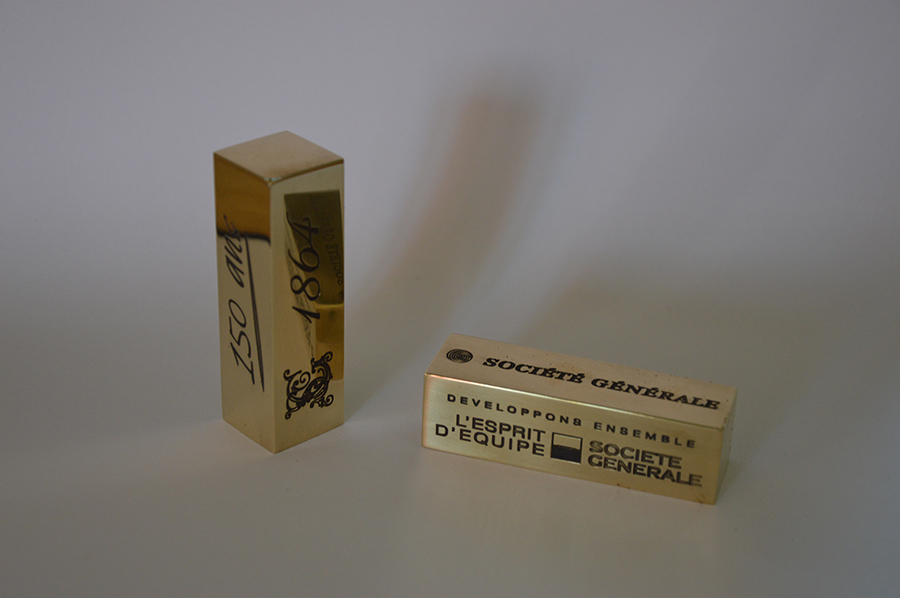 150 ans
1864
SOCIÉTÉ GÉNÉRALE
DEVELOPPONS ENSEMBLE
L'ESPRIT
D'EQUIPE
SOCIETE
GENERALE